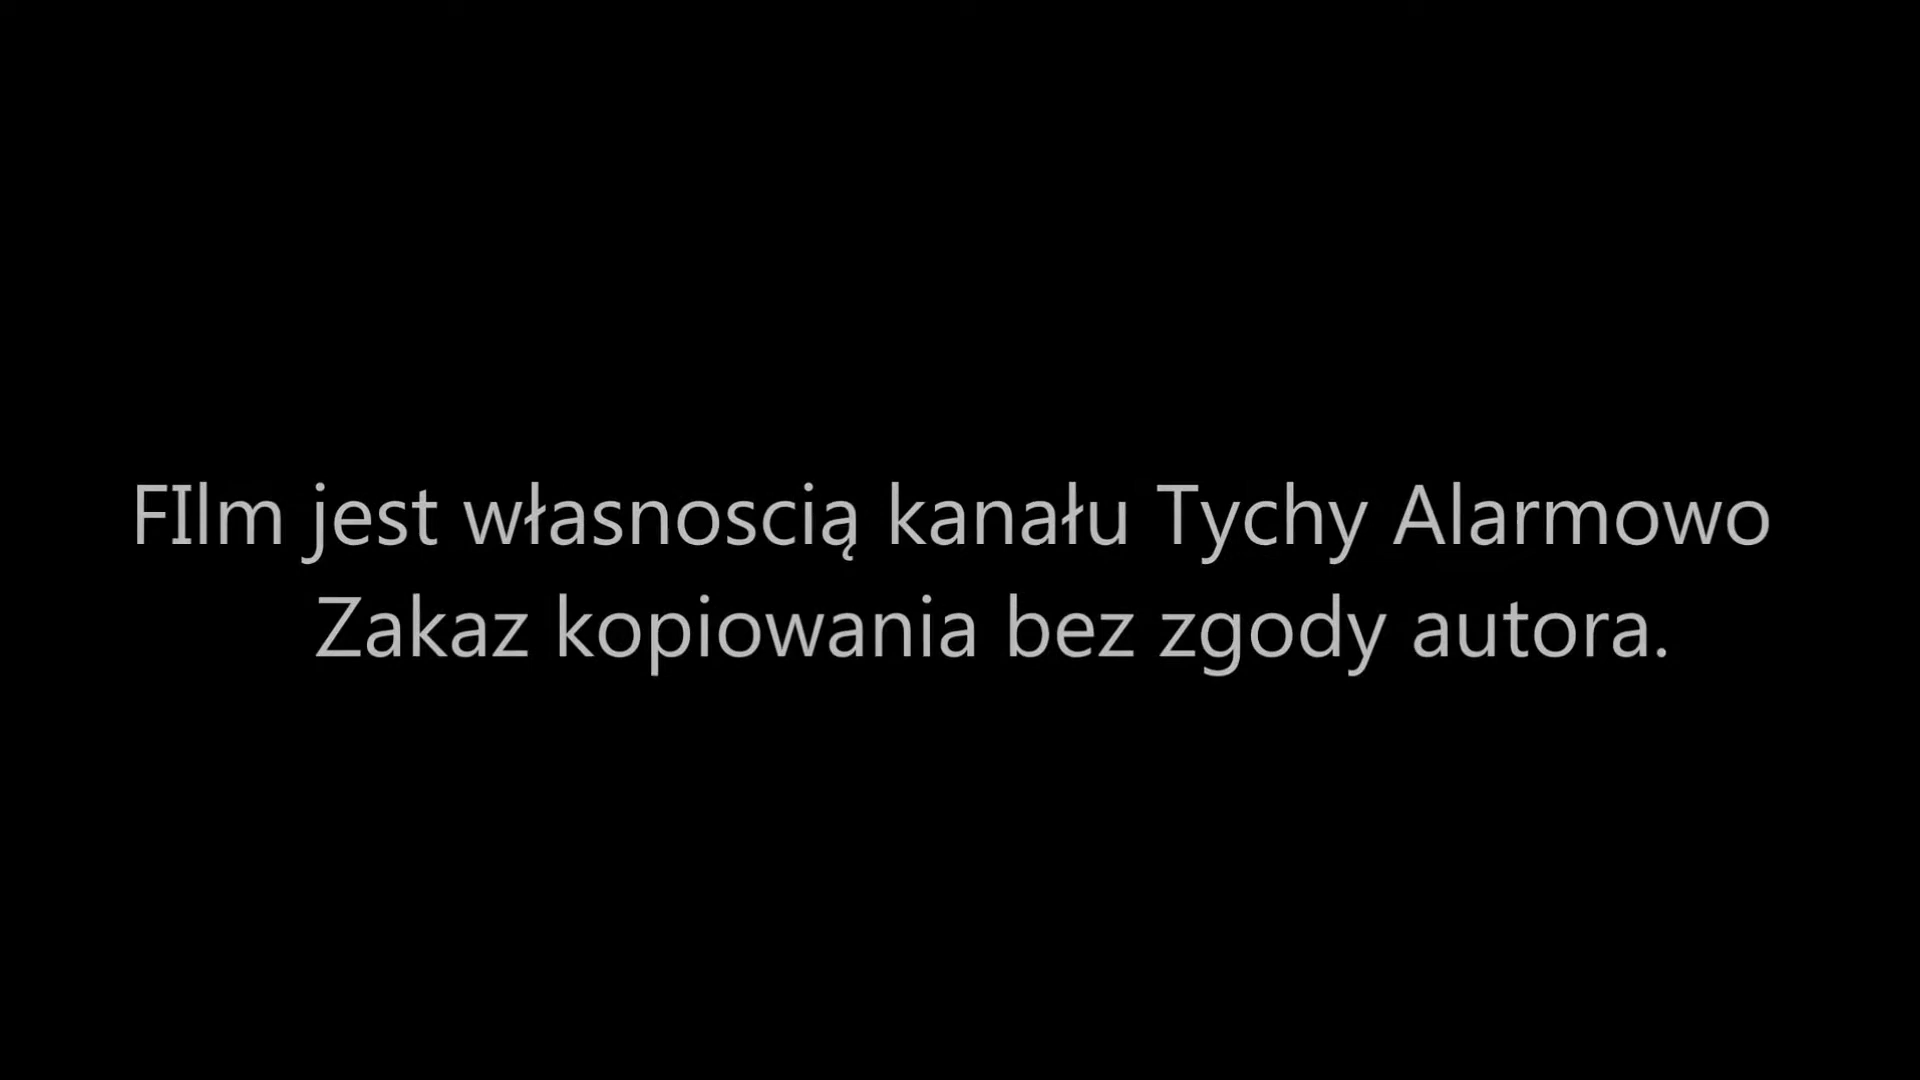 FIlm jest własnoscią kanału Tychy Alarmowo
Zakaz kopiowania bez zgody autora.